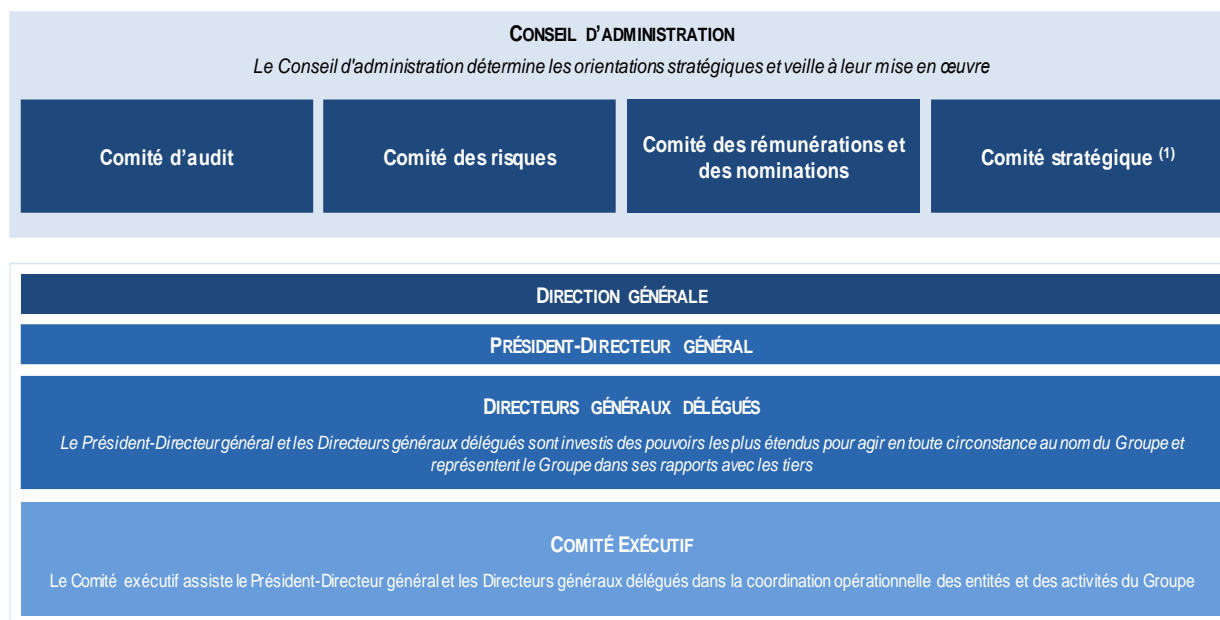 CONSEIL D'ADMINISTRATION
Le Conseil d'administration détermine les orientations stratégiques et veille à leur mise en œuvre
Comité d'audit
Comité des risques
Comité des rémunérations et
des nominations
Comité stratégique (1)
DIRECTION GÉNÉRALE
PRÉSIDENT-DIRECTEUR GÉNÉRAL
DIRECTEURS GÉNÉRAUX DÉLÉGUÉS
Le Président-Directeur général et les Directeurs généraux délégués sont investis des pouvoirs les plus étendus pour agir en toute circonstance au nom du Groupe et
représentent le Groupe dans ses rapports avec les tiers
COMITÉ EXÉCUTIF
Le Comité exécutif assiste le Président-Directeur général et les Directeurs généraux délégués dans la coordination opérationnelle des entités et des activités du Groupe